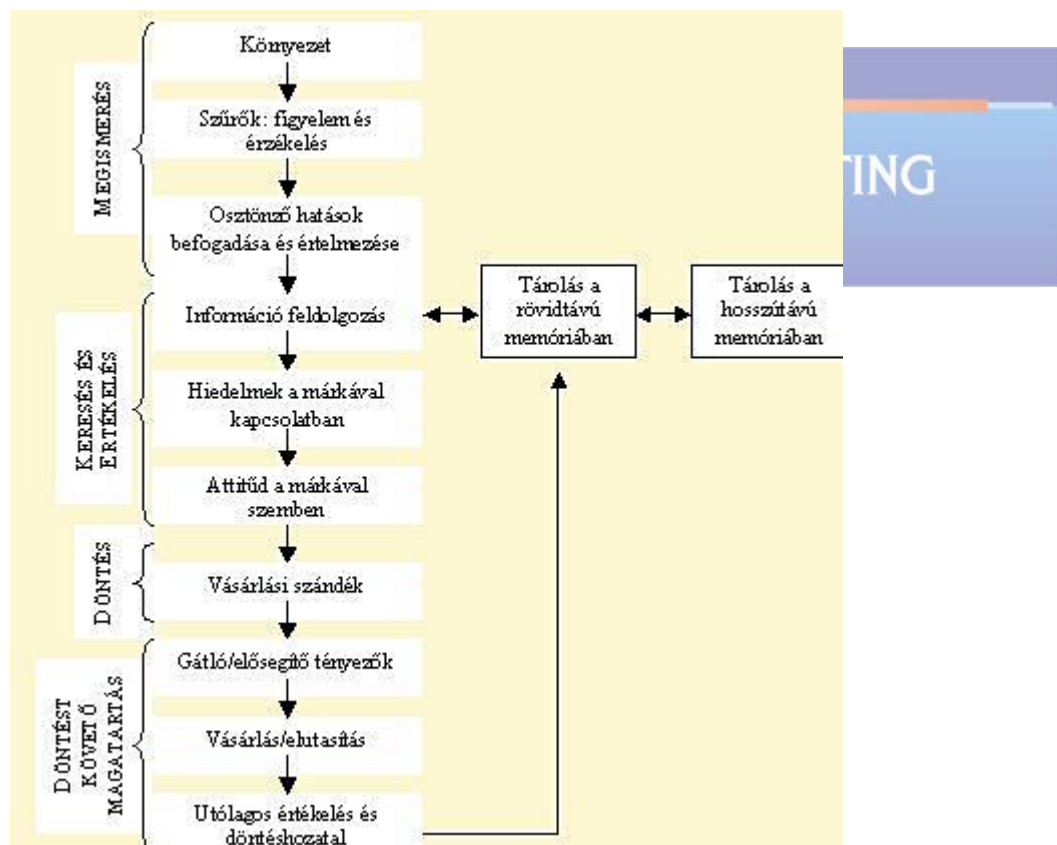 MEGISMERÉS
Környezet
Szűrők: figyelem és
érzékelés
Osztönző hatások
befogadása és értelmezése
KERESÉS ÉS
ERTÉKELÉS
Információ feldolgozás
Hiedelmek a márkával
kapcsolatban
Attitűd a márkával
szemben
Tárolás a
rövidtávú
memóriában
Tárolás a
hosszútávú
memóriában
DÖNTÉS
Vásárlási szándék
DÖNTÉST
KÖVETŐ
MAGATARTÁS
Gátló/elősegítő tényezők
Vásárlás/elutasítás
Utólagos értékelés és
döntéshozatal
TING